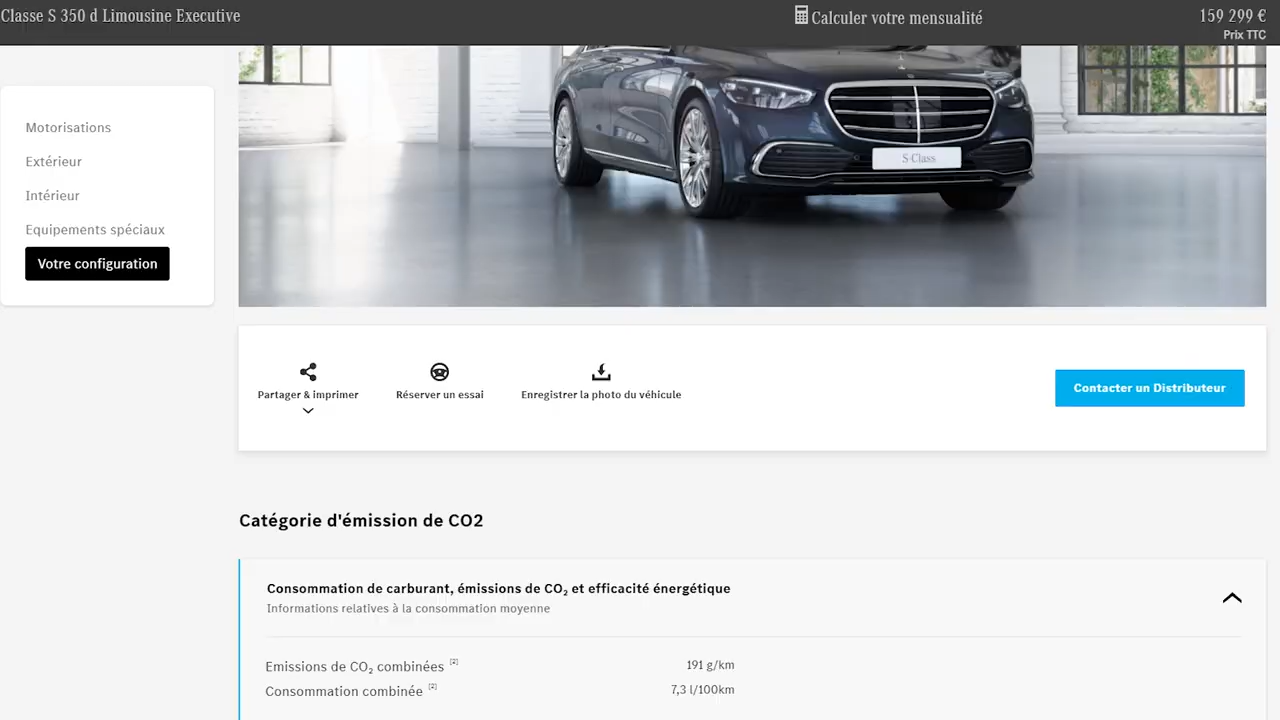 Classe S 350 d Limousine Executive
Calculer votre mensualité
159 299 €
Prix TTC
Motorisations
Extérieur
Intérieur
Equipements spéciaux
Votre configuration
S-Class
Partager & imprimer
Réserver un essai
Enregistrer la photo du véhicule
Contacter un Distributeur
Catégorie d'émission de CO2
Consommation de carburant, émissions de CO₂ et efficacité énergétique
Informations relatives à la consommation moyenne
Emissions de CO₂ combinées [2] 191 g/km
Consommation combinée [2] 7,3 l/100km